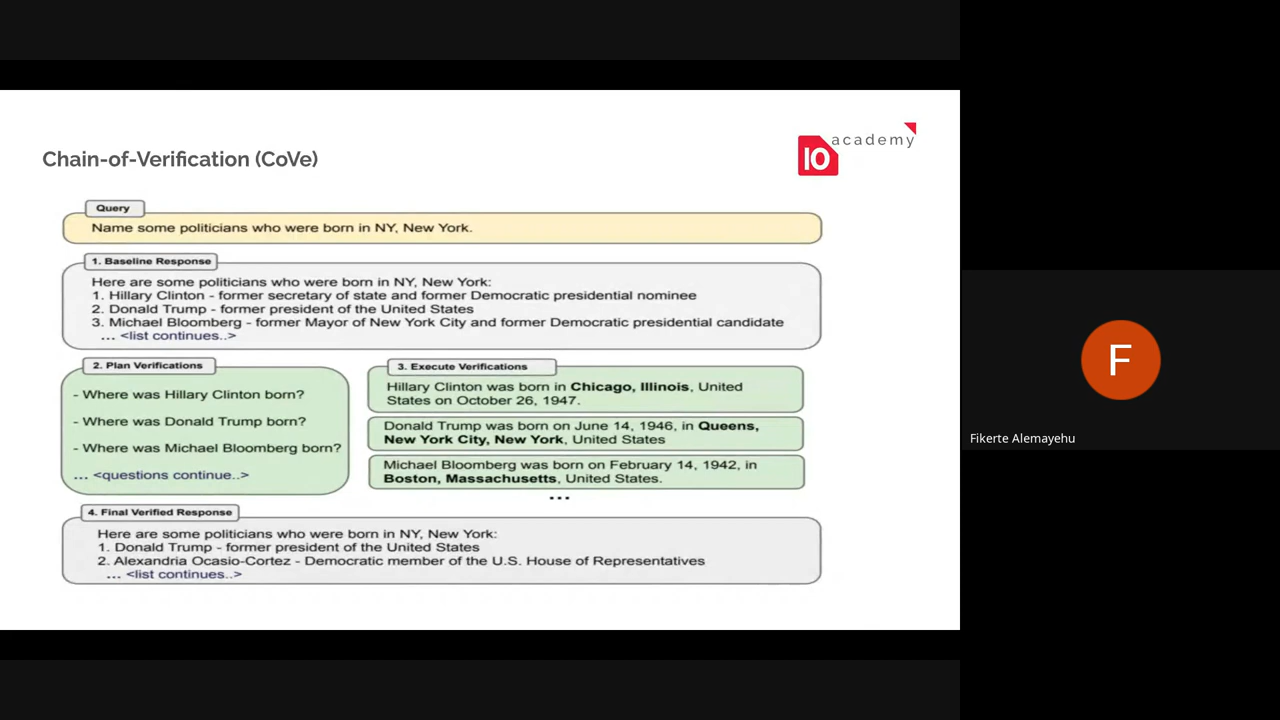 Chain-of-Verification (CoVe)
10 academy
Query
Name some politicians who were born in NY, New York.
1. Baseline Response
Here are some politicians who were born in NY, New York:
1. Hillary Clinton - former secretary of state and former Democratic presidential nominee
2. Donald Trump - former president of the United States
3. Michael Bloomberg - former Mayor of New York City and former Democratic presidential candidate
... <list continues..>
2. Plan Verifications
- Where was Hillary Clinton born?
- Where was Donald Trump born?
- Where was Michael Bloomberg born?
... <questions continue..>
3. Execute Verifications
Hillary Clinton was born in Chicago, Illinois, United
States on October 26, 1947.
Donald Trump was born on June 14, 1946, in Queens,
New York City, New York, United States
Michael Bloomberg was born on February 14, 1942, in
Boston, Massachusetts, United States.
...
4. Final Verified Response
Here are some politicians who were born in NY, New York:
1. Donald Trump - former president of the United States
2. Alexandria Ocasio-Cortez - Democratic member of the U.S. House of Representatives
... <list continues..>
F
Fikerte Alemayehu